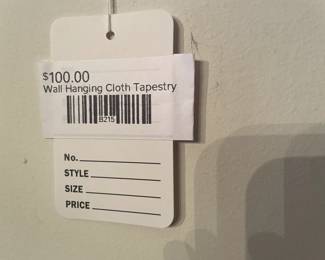 $100.00
Wall Hanging Cloth Tapestry
B215
No.
STYLE
SIZE
PRICE